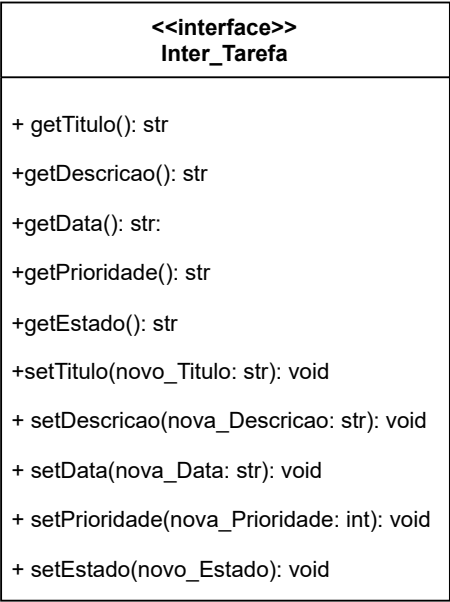 <<interface>>
Inter_Tarefa
+ getTitulo(): str
+getDescricao(): str
+getData(): str:
+getPrioridade(): str
+getEstado(): str
+setTitulo(novo_Titulo: str): void
+ setDescricao(nova_Descricao: str): void
+ setData(nova_Data: str): void
+ setPrioridade(nova_Prioridade: int): void
+ setEstado(novo_Estado): void